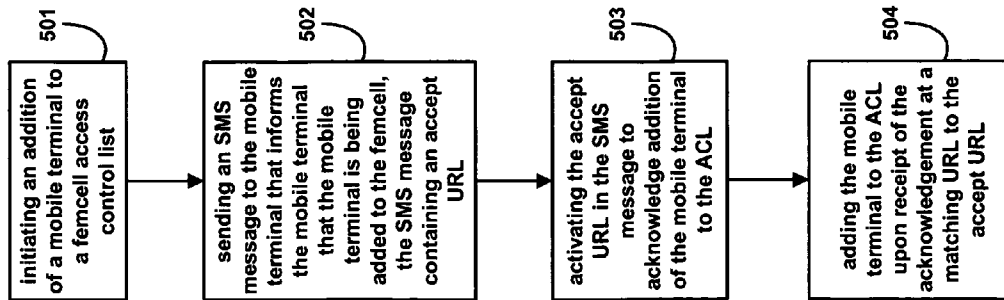 501
initiating an addition
of a mobile terminal to
a femcell access
control list
502
sending an SMS
message to the mobile
terminal that informs
the mobile terminal
that the mobile
terminal is being
added to the femcell,
the SMS message
containing an accept
URL
503
activating the accept
URL in the SMS
message to
acknowledge addition
of the mobile terminal
to the ACL
504
adding the mobile
terminal to the ACL
upon receipt of the
acknowledgement at a
matching URL to the
accept URL